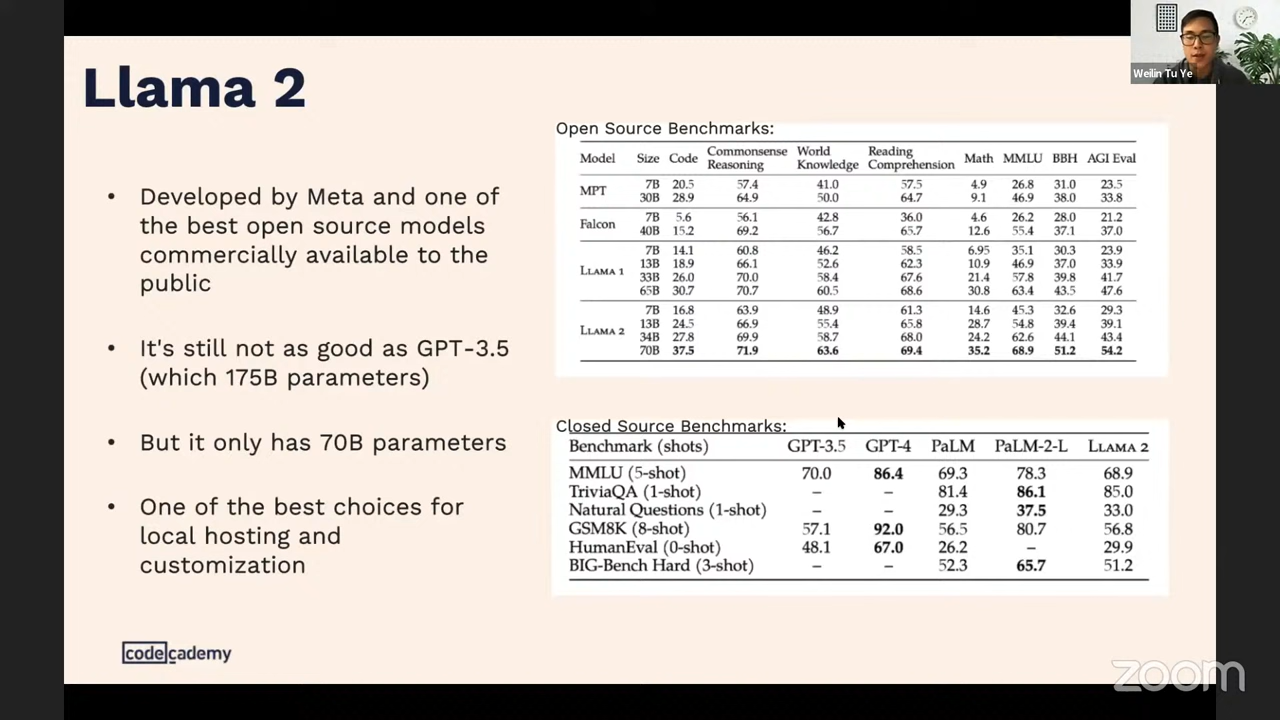 Weilin Tu Ye
Llama 2
• Developed by Meta and one of
the best open source models
commercially available to the
public
• It's still not as good as GPT-3.5
(which 175B parameters)
• But it only has 70B parameters
• One of the best choices for
local hosting and
customization
Open Source Benchmarks:
Model Size Code Commonsense Reasoning World Knowledge Reading Comprehension Math MMLU BBH AGI Eval
MPT 7B 20.5 57.4 41.0 57.5 4.9 26.8 31.0 23.5
30B 28.9 64.9 50.0 64.7 9.1 46.9 38.0 33.8
Falcon 7B 5.6 56.1 42.8 36.0 4.6 26.2 28.0 21.2
40B 15.2 69.2 56.7 65.7 12.6 55.4 37.1 37.0
LLAMA 1 7B 14.1 60.8 46.2 58.5 6.95 35.1 30.3 23.9
13B 18.9 66.1 52.6 62.3 10.9 46.9 37.0 33.9
33B 26.0 70.0 58.4 67.6 21.4 57.8 39.8 41.7
65B 30.7 70.7 60.5 68.6 30.8 63.4 43.5 47.6
LLAMA 2 7B 16.8 63.9 48.9 61.3 14.6 45.3 32.6 29.3
13B 24.5 66.9 55.4 65.8 28.7 54.8 39.4 39.1
34B 27.8 69.9 58.7 68.0 24.2 62.6 44.1 43.4
70B 37.5 71.9 63.6 69.4 35.2 68.9 51.2 54.2
Closed Source Benchmarks:
Benchmark (shots) GPT-3.5 GPT-4 PaLM PaLM-2-L LLAMA 2
MMLU (5-shot) 70.0 86.4 69.3 78.3 68.9
TriviaQA (1-shot) – – 81.4 86.1 85.0
Natural Questions (1-shot) – – 29.3 37.5 33.0
GSM8K (8-shot) 57.1 92.0 56.5 80.7 56.8
HumanEval (0-shot) 48.1 67.0 26.2 – 29.9
BIG-Bench Hard (3-shot) – – 52.3 65.7 51.2
codecademy
zoom